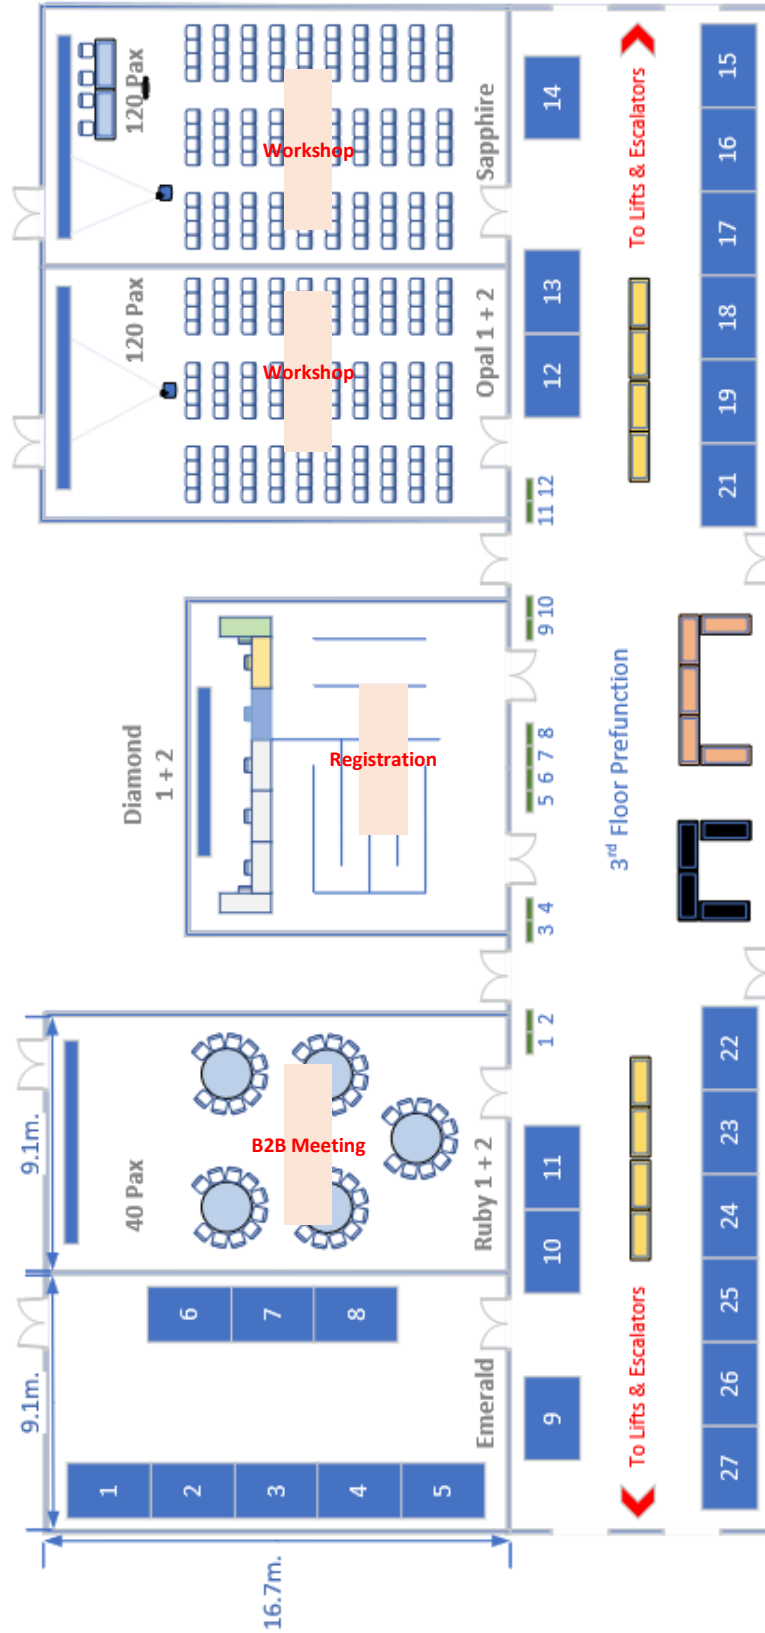 120 Pax
Workshop
Sapphire
14
To Lifts & Escalators
15
16
17
120 Pax
Workshop
Opal 1 + 2
13
12
18
19
21
11 12
9 10
Diamond
1 + 2
Registration
5 6 7 8
3 4
3rd Floor Prefunction
1 2
9.1m.
40 Pax
B2B Meeting
Ruby 1 + 2
11
10
22
23
24
9.1m.
6
7
8
1
2
3
4
5
Emerald
9
To Lifts & Escalators
25
26
27
16.7m.